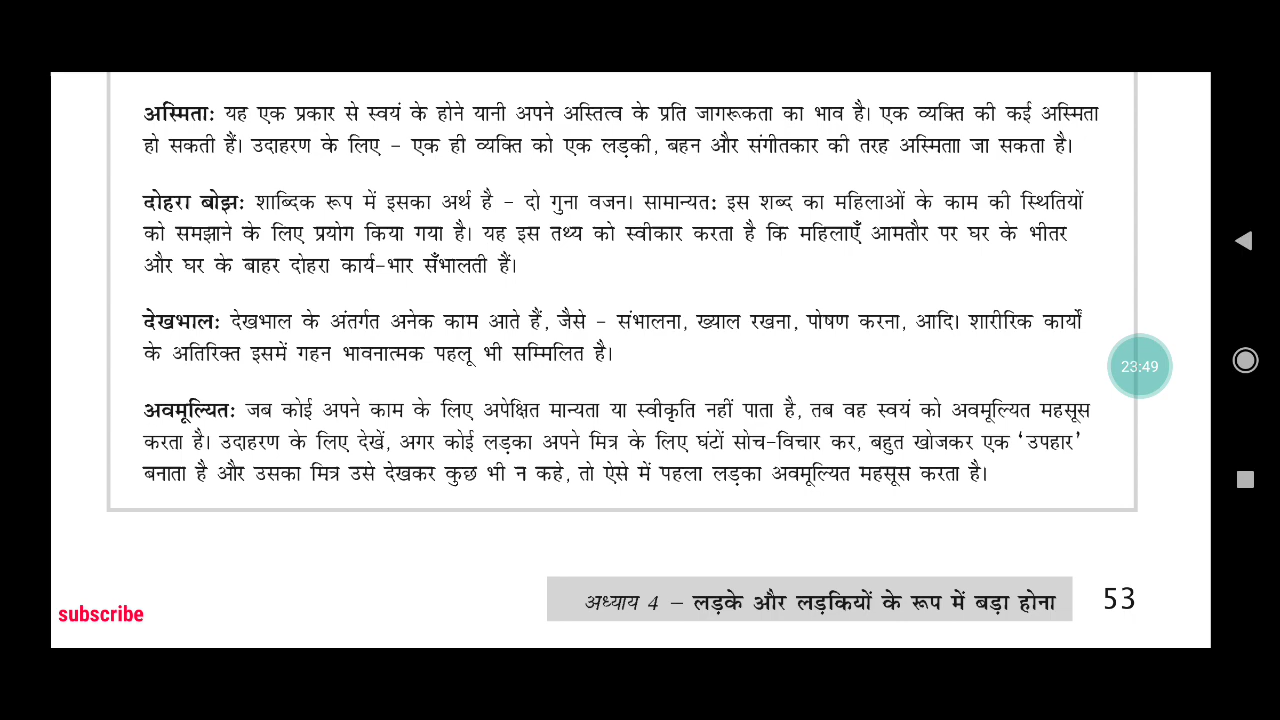 अस्मिताः यह एक प्रकार से स्वयं के होने यानी अपने अस्तित्व के प्रति जागरूकता का भाव है। एक व्यक्ति की कई अस्मिता
हो सकती हैं। उदाहरण के लिए – एक ही व्यक्ति को एक लड़की, बहन और संगीतकार की तरह अस्मिताा जा सकता है।
दोहरा बोझः शाब्दिक रूप में इसका अर्थ है – दो गुना वजन। सामान्यतः इस शब्द का महिलाओं के काम की स्थितियों
को समझाने के लिए प्रयोग किया गया है। यह इस तथ्य को स्वीकार करता है कि महिलाएँ आमतौर पर घर के भीतर
और घर के बाहर दोहरा कार्य-भार सँभालती हैं।
देखभालः देखभाल के अंतर्गत अनेक काम आते हैं, जैसे – संभालना, ख्याल रखना, पोषण करना, आदि। शारीरिक कार्यों
के अतिरिक्त इसमें गहन भावनात्मक पहलू भी सम्मिलित है।
23:49
अवमूल्यितः जब कोई अपने काम के लिए अपेक्षित मान्यता या स्वीकृति नहीं पाता है, तब वह स्वयं को अवमूल्यित महसूस
करता है। उदाहरण के लिए देखें, अगर कोई लड़का अपने मित्र के लिए घंटों सोच-विचार कर, बहुत खोजकर एक 'उपहार'
बनाता है और उसका मित्र उसे देखकर कुछ भी न कहे, तो ऐसे में पहला लड़का अवमूल्यित महसूस करता है।
अध्याय 4 – लड़के और लड़कियों के रूप में बड़ा होना 53
subscribe